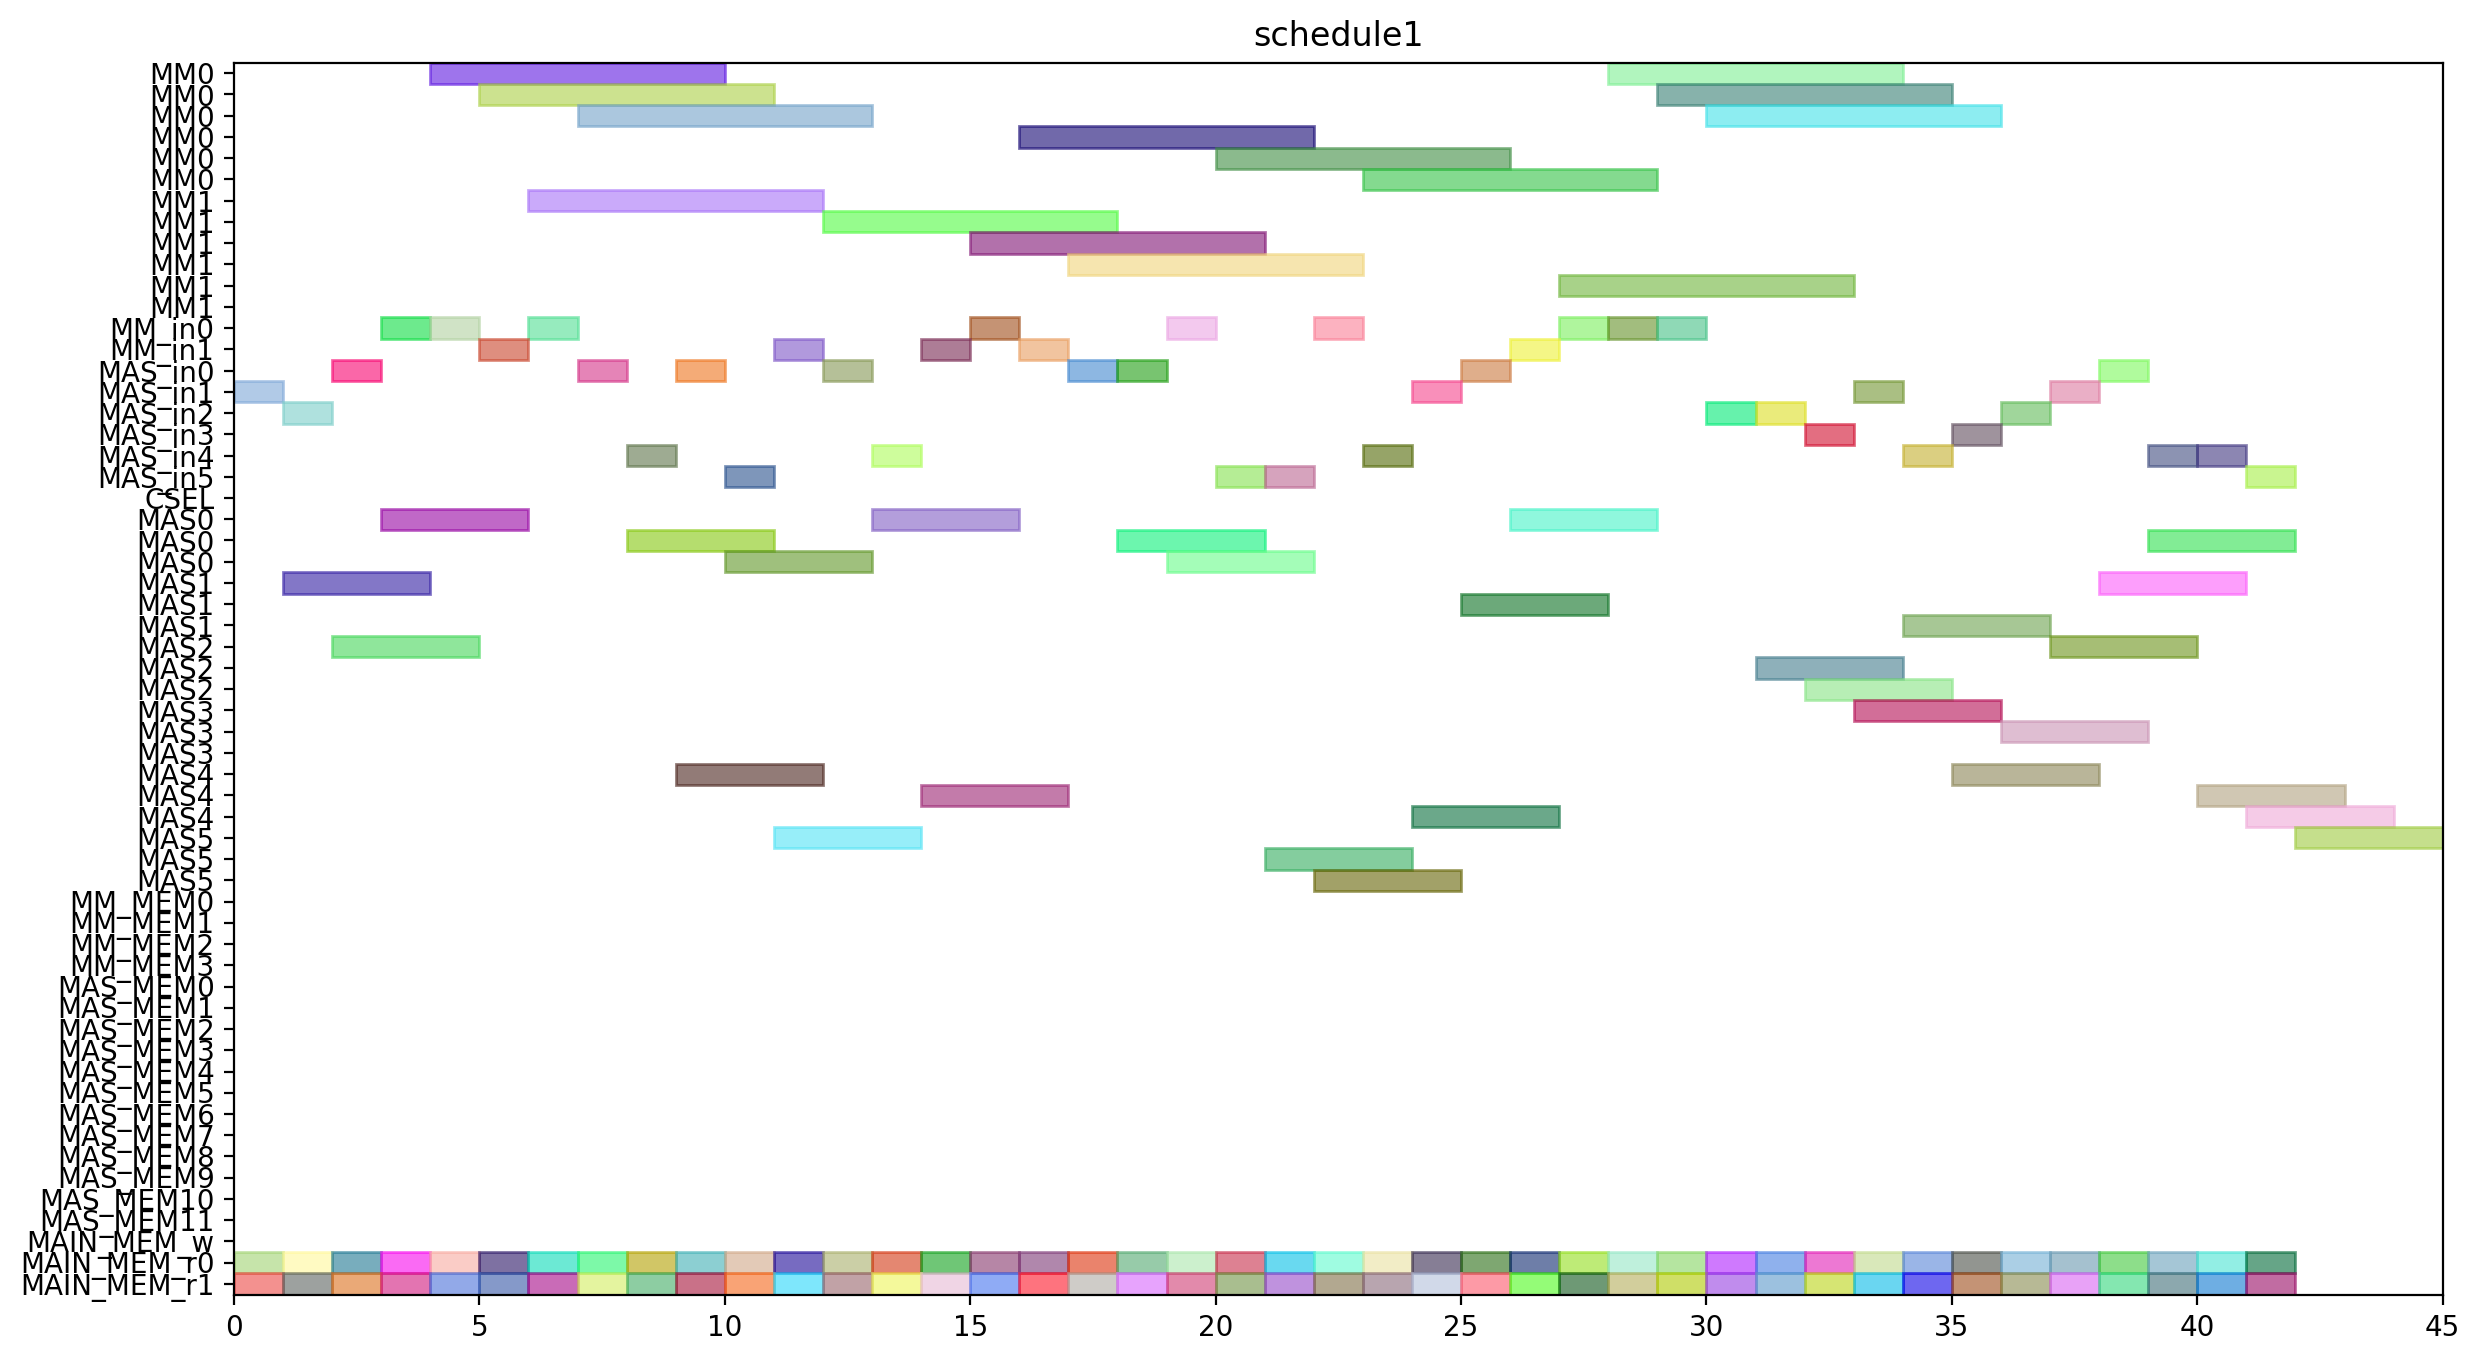 schedule1
MM0
MM0
MM0
MM0
MM0
MM0
MM1
MM1
MM1
MM1
MM1
MM1
MM_in0
MM_in1
MAS_in0
MAS_in1
MAS_in2
MAS_in3
MAS_in4
MAS_in5
CSEL
MAS0
MAS0
MAS0
MAS1
MAS1
MAS1
MAS2
MAS2
MAS2
MAS3
MAS3
MAS3
MAS4
MAS4
MAS4
MAS5
MAS5
MAS5
MM_MEM0
MM_MEM1
MM_MEM2
MM_MEM3
MAS_MEM0
MAS_MEM1
MAS_MEM2
MAS_MEM3
MAS_MEM4
MAS_MEM5
MAS_MEM6
MAS_MEM7
MAS_MEM8
MAS_MEM9
MAS_MEM10
MAS_MEM11
MAIN_MEM_w
MAIN_MEM_r0
MAIN_MEM_r1
0 5 10 15 20 25 30 35 40 45